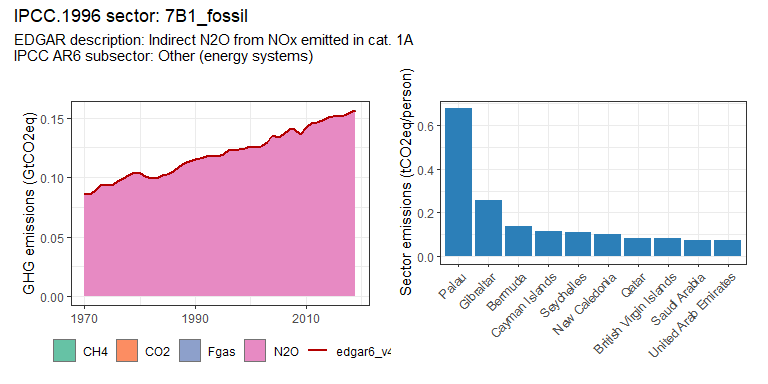 IPCC.1996 sector: 7B1_fossil
EDGAR description: Indirect N2O from NOx emitted in cat. 1A
IPCC AR6 subsector: Other (energy systems)
GHG emissions (GtCO2eq)
0.15
0.10
0.05
0.00
1970
1990
2010
CH4
CO2
Fgas
N2O
edgar6_v4
Sector emissions (tCO2eq/person)
0.6
0.4
0.2
0.0
Palau
Gibraltar
Bermuda
Cayman Islands
Seychelles
New Caledonia
Qatar
British Virgin Islands
Saudi Arabia
United Arab Emirates